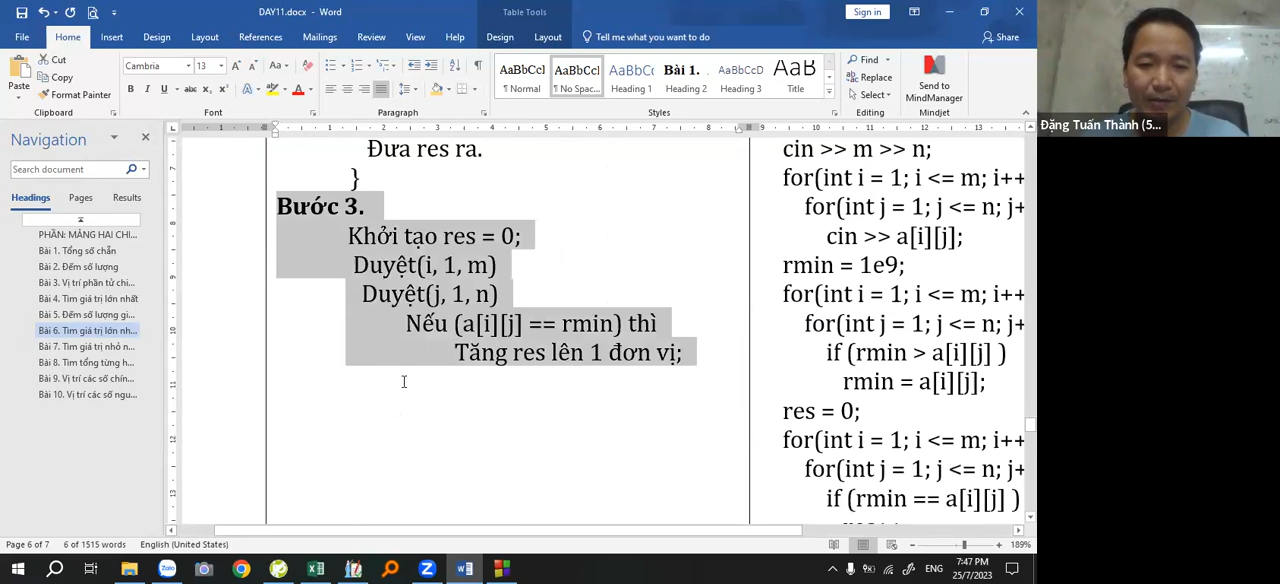 DAY11.docx - Word
Table Tools
Sign in
File Home Insert Design Layout References Mailings Review View Help Design Layout Tell me what you want to do Share
Paste
Cut
Copy
Format Painter
Clipboard
Cambria 13
Font
Paragraph
AaBbCcI AaBbCcI AaBbC( Bài 1. AaBbCcD AaB
¶ Normal ¶ No Spac... Heading 1 Heading 2 Heading 3 Title
Styles
Find
Replace
Select
Editing
Send to
MindManager
Mindjet
Đặng Tuấn Thành (5...
Navigation
Search document
Headings Pages Results
PHẦN: MẢNG HAI CHI...
Bài 1. Tổng số chẵn
Bài 2. Đếm số lượng
Bài 3. Vị trí phần tử chi...
Bài 4. Tìm giá trị lớn nhất
Bài 5. Đếm số lượng gi...
Bài 6. Tìm giá trị lớn nh...
Bài 7. Tìm giá trị nhỏ n...
Bài 8. Tìm tổng từng h...
Bài 9. Vị trí các số chín...
Bài 10. Vị trí các số ngu...
Đưa res ra.
}
Bước 3.
Khởi tạo res = 0;
Duyệt(i, 1, m)
Duyệt(j, 1, n)
Nếu (a[i][j] == rmin) thì
Tăng res lên 1 đơn vị;
cin >> m >> n;
for(int i = 1; i <= m; i++
for(int j = 1; j <= n; j+
cin >> a[i][j];
rmin = 1e9;
for(int i = 1; i <= m; i++
for(int j = 1; j <= n; j+
if (rmin > a[i][j] )
rmin = a[i][j];
res = 0;
for(int i = 1; i <= m; i++
for(int j = 1; j <= n; j+
if (rmin == a[i][j] )
Page 6 of 7 6 of 1515 words English (United States) 189%
Zalo
ENG
7:47 PM
25/7/2023